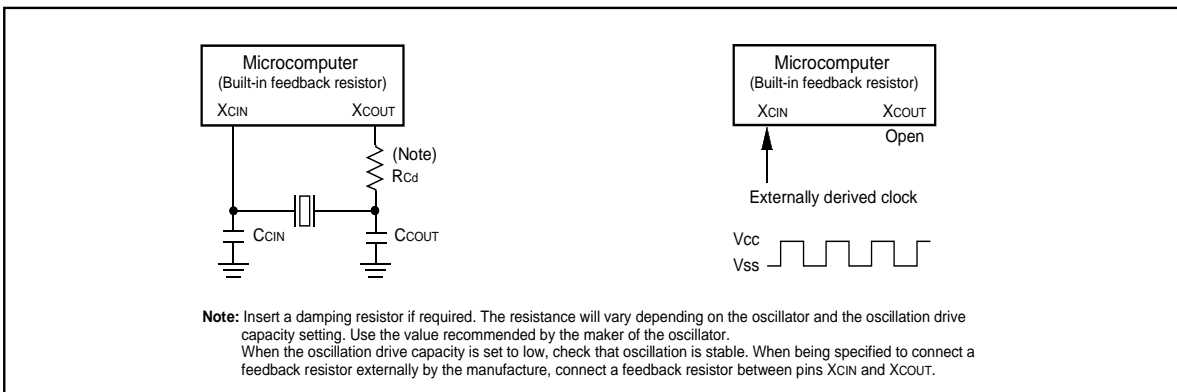 Microcomputer
(Built-in feedback resistor)
XCIN XCOUT
(Note)
RCd
CCIN CCOUT
Microcomputer
(Built-in feedback resistor)
XCIN XCOUT
Open
Externally derived clock
Vcc
Vss
Note: Insert a damping resistor if required. The resistance will vary depending on the oscillator and the oscillation drive
capacity setting. Use the value recommended by the maker of the oscillator.
When the oscillation drive capacity is set to low, check that oscillation is stable. When being specified to connect a
feedback resistor externally by the manufacture, connect a feedback resistor between pins XCIN and XCOUT.